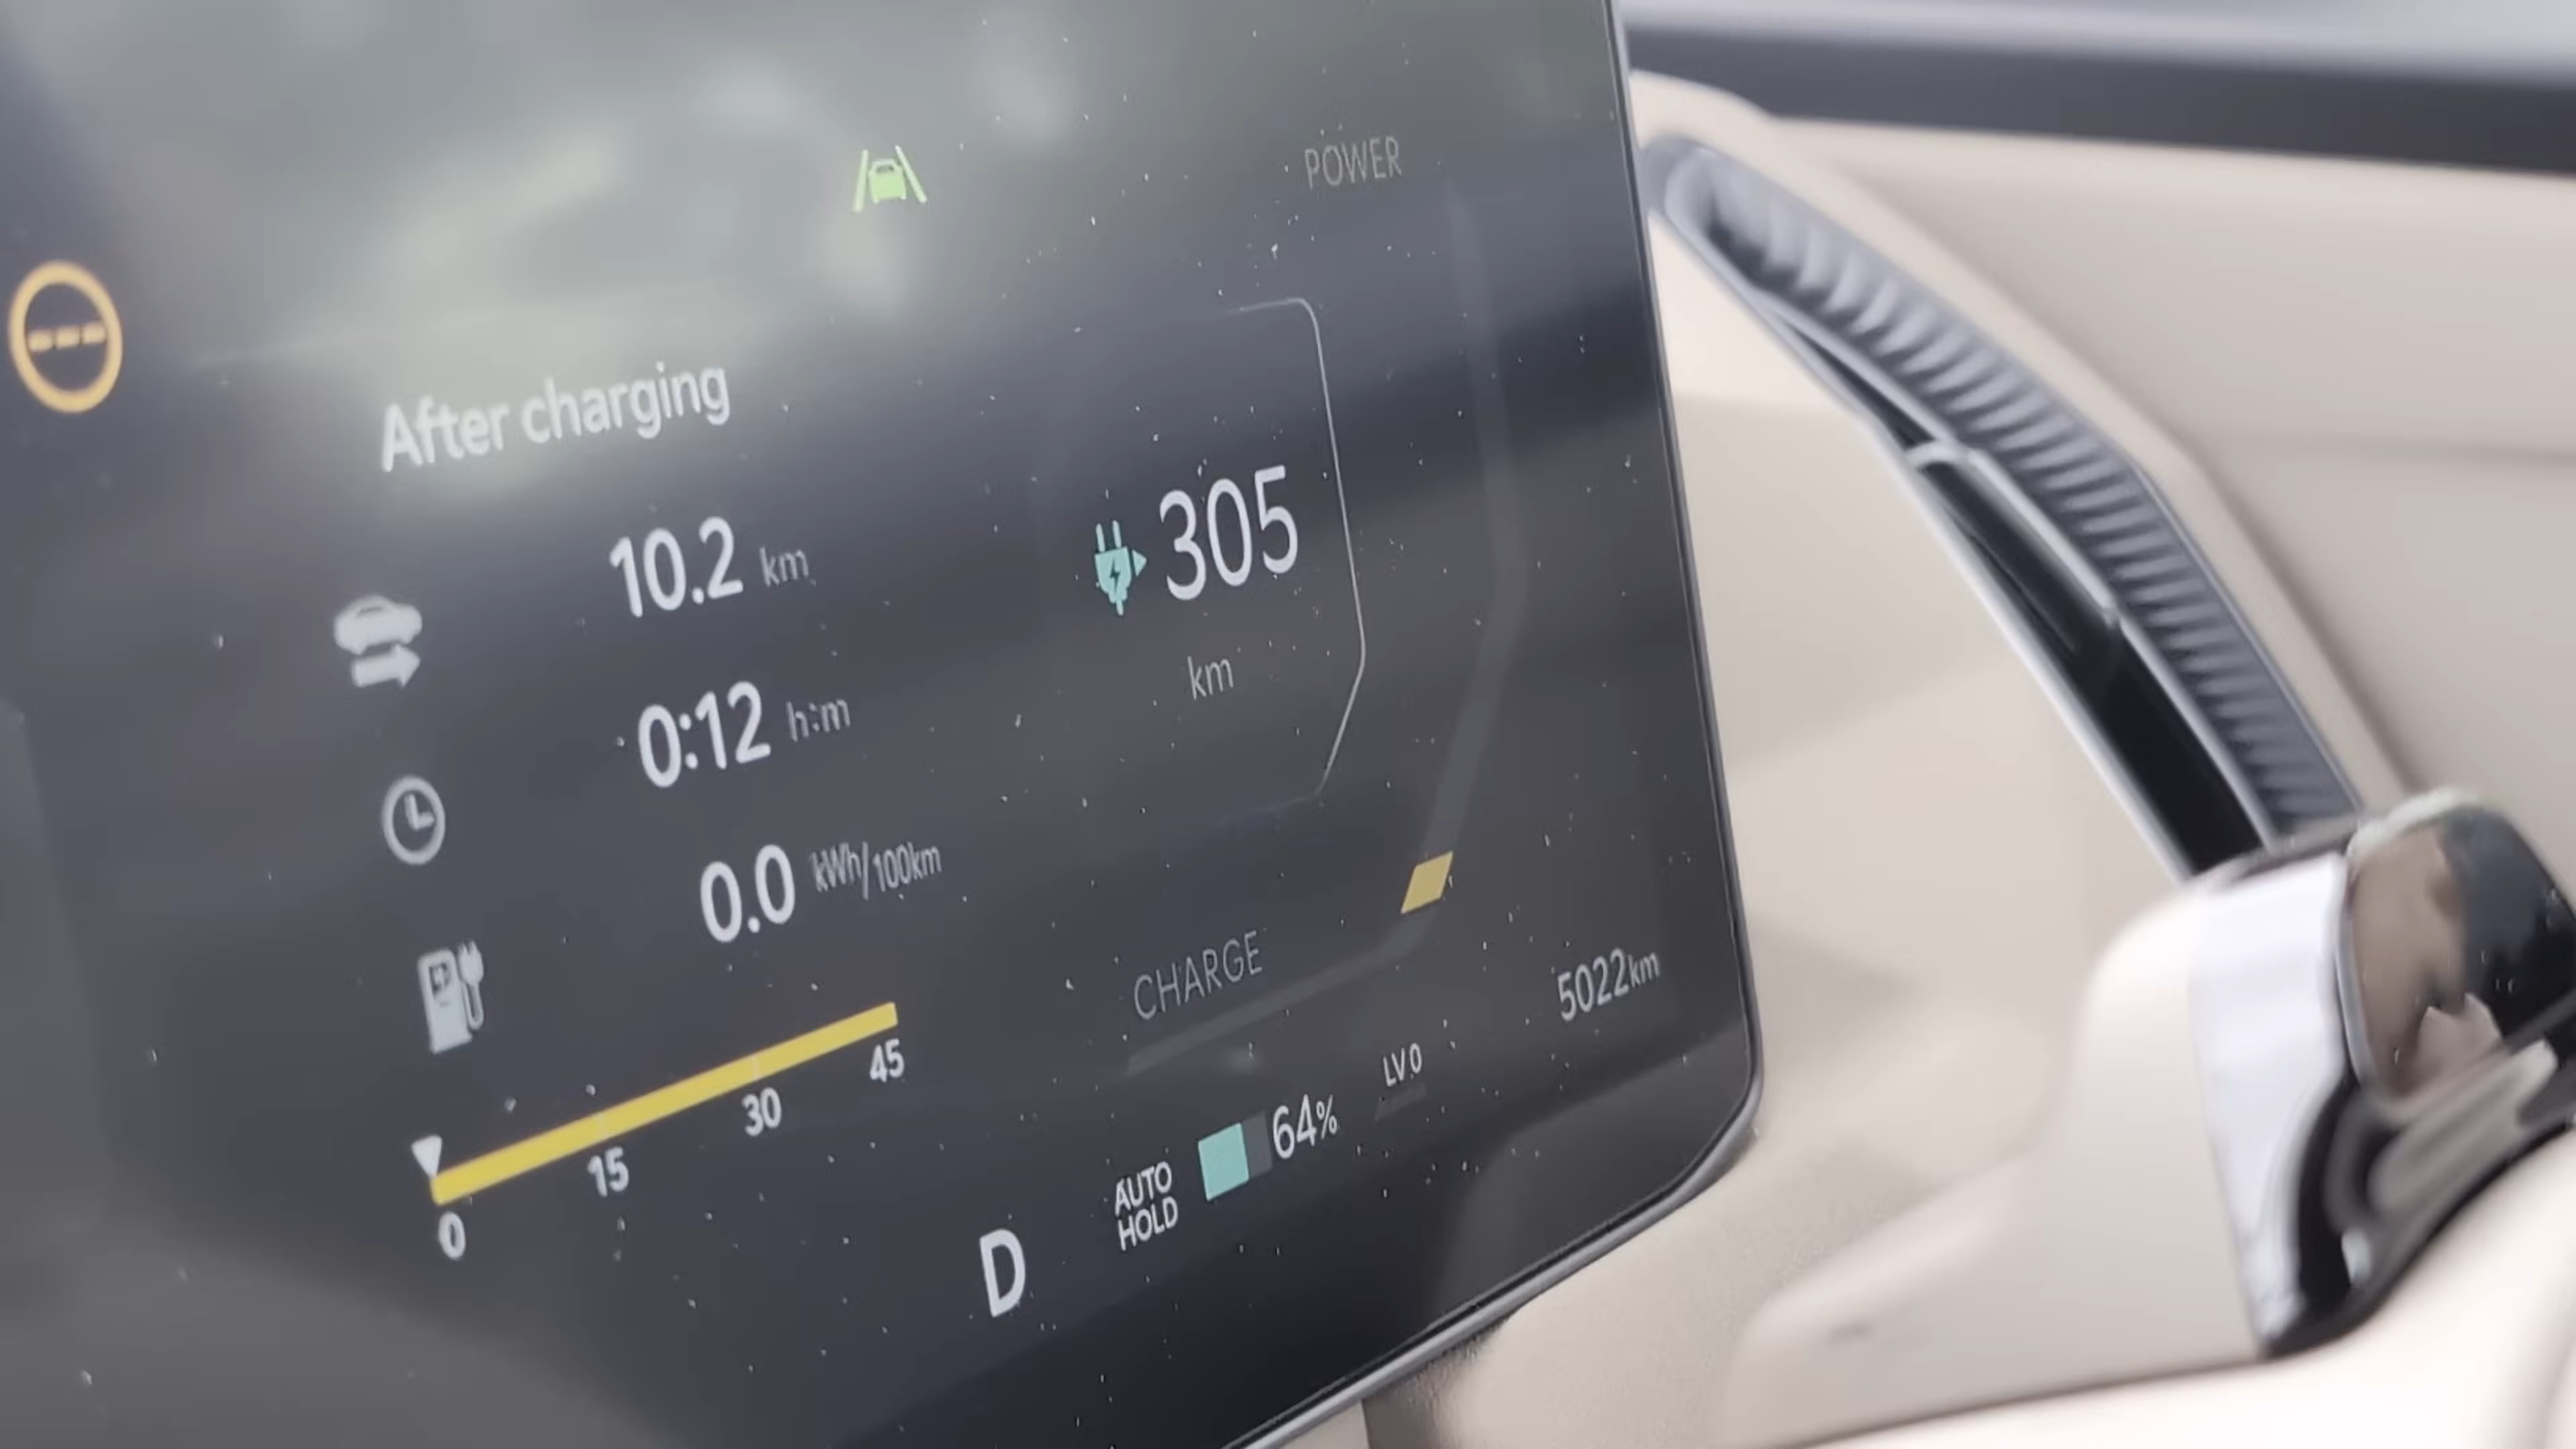 POWER
After charging
10.2 km
305
km
0:12 h:m
0.0 kWh/100km
CHARGE
5022km
0
15
30
45
LV.0
64%
AUTO
HOLD
D